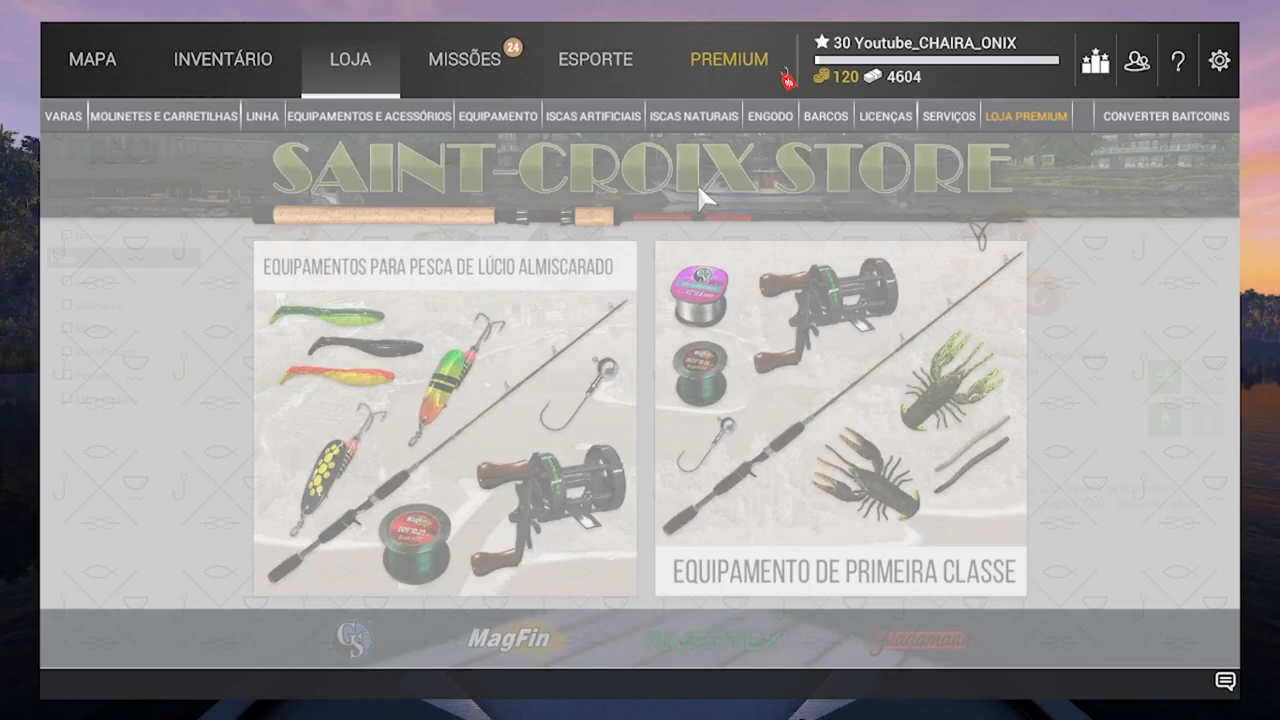 MAPA
INVENTÁRIO
LOJA
MISSÕES
24
ESPORTE
PREMIUM
%
30 Youtube_CHAIRA_ONIX
120 4604
?
VARAS
MOLINETES E CARRETILHAS
LINHA
EQUIPAMENTOS E ACESSÓRIOS
EQUIPAMENTO
ISCAS ARTIFICIAIS
ISCAS NATURAIS
ENGODO
BARCOS
LICENÇAS
SERVIÇOS
LOJA PREMIUM
CONVERTER BAITCOINS
SAINT-CROIX STORE
EQUIPAMENTOS PARA PESCA DE LÚCIO ALMISCARADO
EQUIPAMENTO DE PRIMEIRA CLASSE
MagFin
RIVERTEX